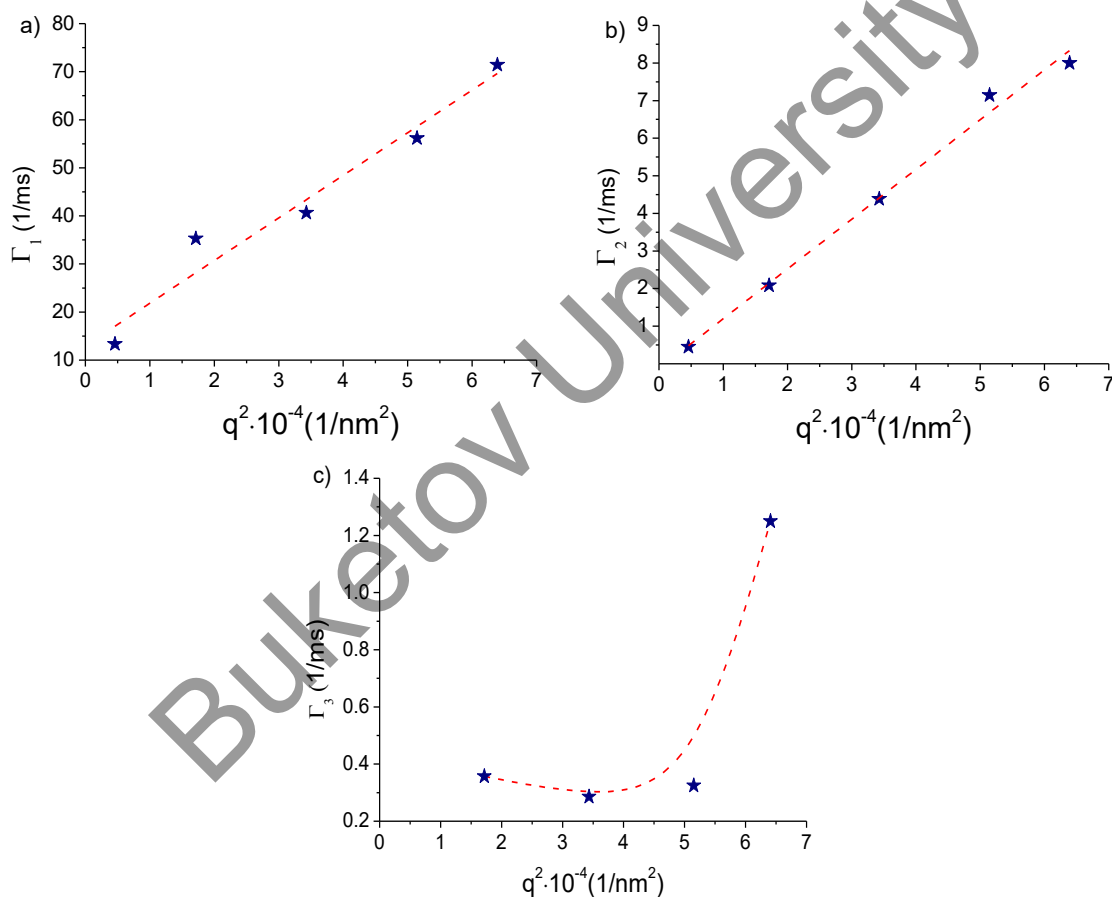 a)
80
70
60
50
40
30
20
10
Γ₁ (1/ms)
0 1 2 3 4 5 6 7
q²·10⁻⁴(1/nm²)
b)
9
8
7
6
5
4
3
2
1
Γ₂ (1/ms)
0 1 2 3 4 5 6 7
q²·10⁻⁴(1/nm²)
c)
1.4
1.2
1.0
0.8
0.6
0.4
0.2
Γ₃ (1/ms)
0 1 2 3 4 5 6 7
q²·10⁻⁴(1/nm²)
Buketov University